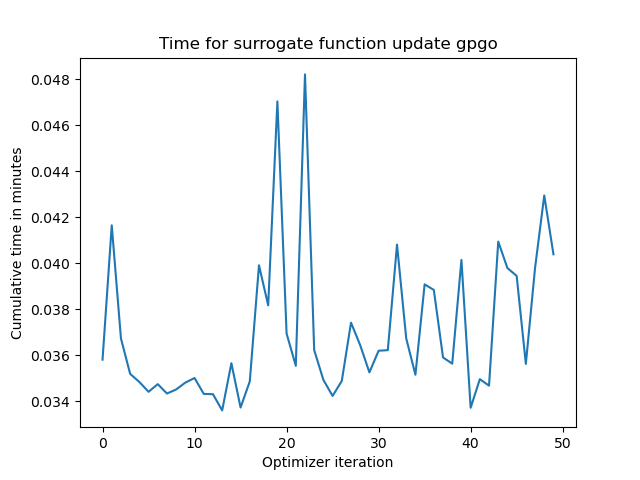 Time for surrogate function update gpgo
0.048
0.046
0.044
0.042
0.040
0.038
0.036
0.034
Cumulative time in minutes
0 10 20 30 40 50
Optimizer iteration